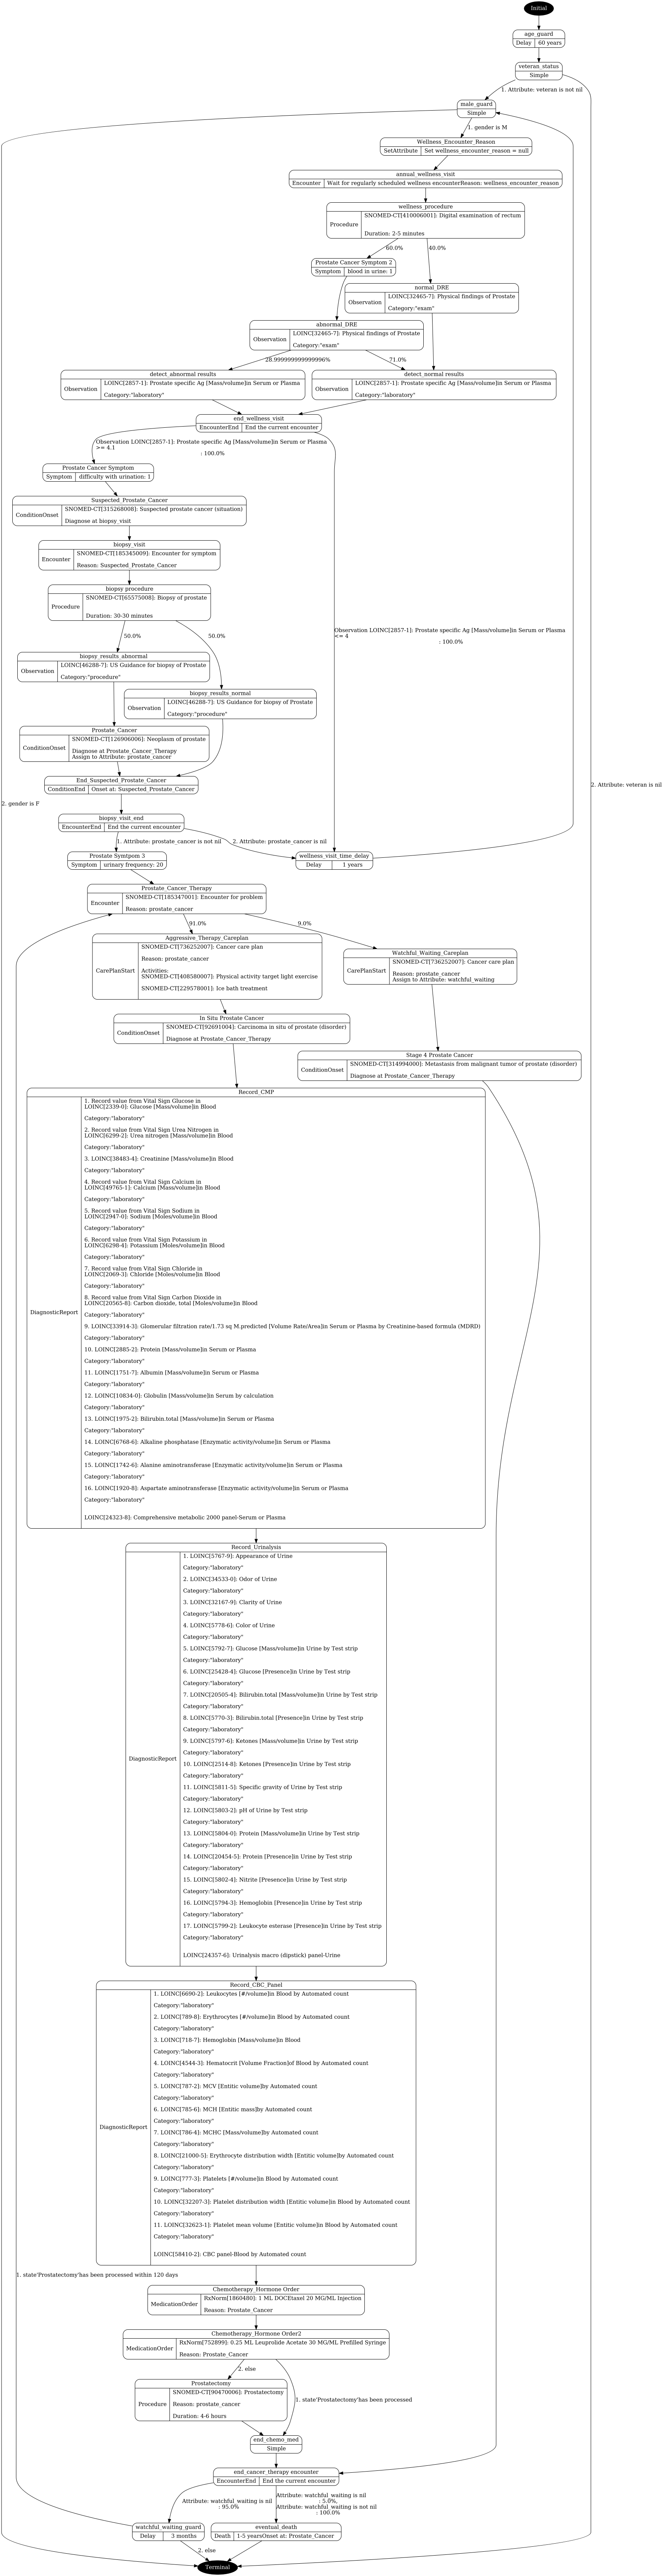 Initial
age_guard
Delay
60 years
veteran_status
Simple
1. Attribute: veteran is not nil
male_guard
Simple
1. gender is M
Wellness_Encounter_Reason
SetAttribute
Set wellness_encounter_reason = null
annual_wellness_visit
Encounter
Wait for regularly scheduled wellness encounterReason: wellness_encounter_reason
wellness_procedure
Procedure
SNOMED-CT[410006001]: Digital examination of rectum
Duration: 2-5 minutes
60.0%
40.0%
Prostate Cancer Symptom 2
Symptom
blood in urine: 1
normal_DRE
Observation
LOINC[32465-7]: Physical findings of Prostate
Category:"exam"
abnormal_DRE
Observation
LOINC[32465-7]: Physical findings of Prostate
Category:"exam"
28.999999999999996%
71.0%
detect_abnormal results
Observation
LOINC[2857-1]: Prostate specific Ag [Mass/volume]in Serum or Plasma
Category:"laboratory"
detect_normal results
Observation
LOINC[2857-1]: Prostate specific Ag [Mass/volume]in Serum or Plasma
Category:"laboratory"
end_wellness_visit
EncounterEnd
End the current encounter
Observation LOINC[2857-1]: Prostate specific Ag [Mass/volume]in Serum or Plasma
>= 4.1
: 100.0%
Prostate Cancer Symptom
Symptom
difficulty with urination: 1
Suspected_Prostate_Cancer
ConditionOnset
SNOMED-CT[315268008]: Suspected prostate cancer (situation)
Diagnose at biopsy_visit
biopsy_visit
Encounter
SNOMED-CT[185345009]: Encounter for symptom
Reason: Suspected_Prostate_Cancer
biopsy procedure
Procedure
SNOMED-CT[65575008]: Biopsy of prostate
Duration: 30-30 minutes
50.0%
50.0%
Observation LOINC[2857-1]: Prostate specific Ag [Mass/volume]in Serum or Plasma
<= 4
: 100.0%
biopsy_results_abnormal
Observation
LOINC[46288-7]: US Guidance for biopsy of Prostate
Category:"procedure"
biopsy_results_normal
Observation
LOINC[46288-7]: US Guidance for biopsy of Prostate
Category:"procedure"
Prostate_Cancer
ConditionOnset
SNOMED-CT[126906006]: Neoplasm of prostate
Diagnose at Prostate_Cancer_Therapy
Assign to Attribute: prostate_cancer
End_Suspected_Prostate_Cancer
ConditionEnd
Onset at: Suspected_Prostate_Cancer
2. Attribute: veteran is nil
2. gender is F
biopsy_visit_end
EncounterEnd
End the current encounter
1. Attribute: prostate_cancer is not nil
2. Attribute: prostate_cancer is nil
Prostate Symtpom 3
Symptom
urinary frequency: 20
wellness_visit_time_delay
Delay
1 years
Prostate_Cancer_Therapy
Encounter
SNOMED-CT[185347001]: Encounter for problem
Reason: prostate_cancer
91.0%
9.0%
Aggressive_Therapy_Careplan
CarePlanStart
SNOMED-CT[736252007]: Cancer care plan
Reason: prostate_cancer
Activities:
SNOMED-CT[408580007]: Physical activity target light exercise
SNOMED-CT[229578001]: Ice bath treatment
Watchful_Waiting_Careplan
CarePlanStart
SNOMED-CT[736252007]: Cancer care plan
Reason: prostate_cancer
Assign to Attribute: watchful_waiting
In Situ Prostate Cancer
ConditionOnset
SNOMED-CT[92691004]: Carcinoma in situ of prostate (disorder)
Diagnose at Prostate_Cancer_Therapy
Stage 4 Prostate Cancer
ConditionOnset
SNOMED-CT[314994000]: Metastasis from malignant tumor of prostate (disorder)
Diagnose at Prostate_Cancer_Therapy
Record_CMP
DiagnosticReport
1. Record value from Vital Sign Glucose in
LOINC[2339-0]: Glucose [Mass/volume]in Blood
Category:"laboratory"
2. Record value from Vital Sign Urea Nitrogen in
LOINC[6299-2]: Urea nitrogen [Mass/volume]in Blood
Category:"laboratory"
3. LOINC[38483-4]: Creatinine [Mass/volume]in Blood
Category:"laboratory"
4. Record value from Vital Sign Calcium in
LOINC[49765-1]: Calcium [Mass/volume]in Blood
Category:"laboratory"
5. Record value from Vital Sign Sodium in
LOINC[2947-0]: Sodium [Moles/volume]in Blood
Category:"laboratory"
6. Record value from Vital Sign Potassium in
LOINC[6298-4]: Potassium [Moles/volume]in Blood
Category:"laboratory"
7. Record value from Vital Sign Chloride in
LOINC[2069-3]: Chloride [Moles/volume]in Blood
Category:"laboratory"
8. Record value from Vital Sign Carbon Dioxide in
LOINC[20565-8]: Carbon dioxide, total [Moles/volume]in Blood
Category:"laboratory"
9. LOINC[33914-3]: Glomerular filtration rate/1.73 sq M.predicted [Volume Rate/Area]in Serum or Plasma by Creatinine-based formula (MDRD)
Category:"laboratory"
10. LOINC[2885-2]: Protein [Mass/volume]in Serum or Plasma
Category:"laboratory"
11. LOINC[1751-7]: Albumin [Mass/volume]in Serum or Plasma
Category:"laboratory"
12. LOINC[10834-0]: Globulin [Mass/volume]in Serum by calculation
Category:"laboratory"
13. LOINC[1975-2]: Bilirubin.total [Mass/volume]in Serum or Plasma
Category:"laboratory"
14. LOINC[6768-6]: Alkaline phosphatase [Enzymatic activity/volume]in Serum or Plasma
Category:"laboratory"
15. LOINC[1742-6]: Alanine aminotransferase [Enzymatic activity/volume]in Serum or Plasma
Category:"laboratory"
16. LOINC[1920-8]: Aspartate aminotransferase [Enzymatic activity/volume]in Serum or Plasma
Category:"laboratory"
LOINC[24323-8]: Comprehensive metabolic 2000 panel-Serum or Plasma
Record_Urinalysis
DiagnosticReport
1. LOINC[5767-9]: Appearance of Urine
Category:"laboratory"
2. LOINC[34533-0]: Odor of Urine
Category:"laboratory"
3. LOINC[32167-9]: Clarity of Urine
Category:"laboratory"
4. LOINC[5778-6]: Color of Urine
Category:"laboratory"
5. LOINC[5792-7]: Glucose [Mass/volume]in Urine by Test strip
Category:"laboratory"
6. LOINC[25428-4]: Glucose [Presence]in Urine by Test strip
Category:"laboratory"
7. LOINC[20505-4]: Bilirubin.total [Mass/volume]in Urine by Test strip
Category:"laboratory"
8. LOINC[5770-3]: Bilirubin.total [Presence]in Urine by Test strip
Category:"laboratory"
9. LOINC[5797-6]: Ketones [Mass/volume]in Urine by Test strip
Category:"laboratory"
10. LOINC[2514-8]: Ketones [Presence]in Urine by Test strip
Category:"laboratory"
11. LOINC[5811-5]: Specific gravity of Urine by Test strip
Category:"laboratory"
12. LOINC[5803-2]: pH of Urine by Test strip
Category:"laboratory"
13. LOINC[5804-0]: Protein [Mass/volume]in Urine by Test strip
Category:"laboratory"
14. LOINC[20454-5]: Protein [Presence]in Urine by Test strip
Category:"laboratory"
15. LOINC[5802-4]: Nitrite [Presence]in Urine by Test strip
Category:"laboratory"
16. LOINC[5794-3]: Hemoglobin [Presence]in Urine by Test strip
Category:"laboratory"
17. LOINC[5799-2]: Leukocyte esterase [Presence]in Urine by Test strip
Category:"laboratory"
LOINC[24357-6]: Urinalysis macro (dipstick) panel-Urine
Record_CBC_Panel
DiagnosticReport
1. LOINC[6690-2]: Leukocytes [#/volume]in Blood by Automated count
Category:"laboratory"
2. LOINC[789-8]: Erythrocytes [#/volume]in Blood by Automated count
Category:"laboratory"
3. LOINC[718-7]: Hemoglobin [Mass/volume]in Blood
Category:"laboratory"
4. LOINC[4544-3]: Hematocrit [Volume Fraction]of Blood by Automated count
Category:"laboratory"
5. LOINC[787-2]: MCV [Entitic volume]by Automated count
Category:"laboratory"
6. LOINC[785-6]: MCH [Entitic mass]by Automated count
Category:"laboratory"
7. LOINC[786-4]: MCHC [Mass/volume]by Automated count
Category:"laboratory"
8. LOINC[21000-5]: Erythrocyte distribution width [Entitic volume]by Automated count
Category:"laboratory"
9. LOINC[777-3]: Platelets [#/volume]in Blood by Automated count
Category:"laboratory"
10. LOINC[32207-3]: Platelet distribution width [Entitic volume]in Blood by Automated count
Category:"laboratory"
11. LOINC[32623-1]: Platelet mean volume [Entitic volume]in Blood by Automated count
Category:"laboratory"
LOINC[58410-2]: CBC panel-Blood by Automated count
1. state'Prostatectomy'has been processed within 120 days
Chemotherapy_Hormone Order
MedicationOrder
RxNorm[1860480]: 1 ML DOCEtaxel 20 MG/ML Injection
Reason: Prostate_Cancer
Chemotherapy_Hormone Order2
MedicationOrder
RxNorm[752899]: 0.25 ML Leuprolide Acetate 30 MG/ML Prefilled Syringe
Reason: Prostate_Cancer
2. else
Prostatectomy
Procedure
SNOMED-CT[90470006]: Prostatectomy
Reason: prostate_cancer
Duration: 4-6 hours
1. state'Prostatectomy'has been processed
end_chemo_med
Simple
end_cancer_therapy encounter
EncounterEnd
End the current encounter
Attribute: watchful_waiting is nil
: 95.0%
Attribute: watchful_waiting is nil
: 5.0%,
Attribute: watchful_waiting is not nil
: 100.0%
watchful_waiting_guard
Delay
3 months
eventual_death
Death
1-5 yearsOnset at: Prostate_Cancer
2. else
Terminal